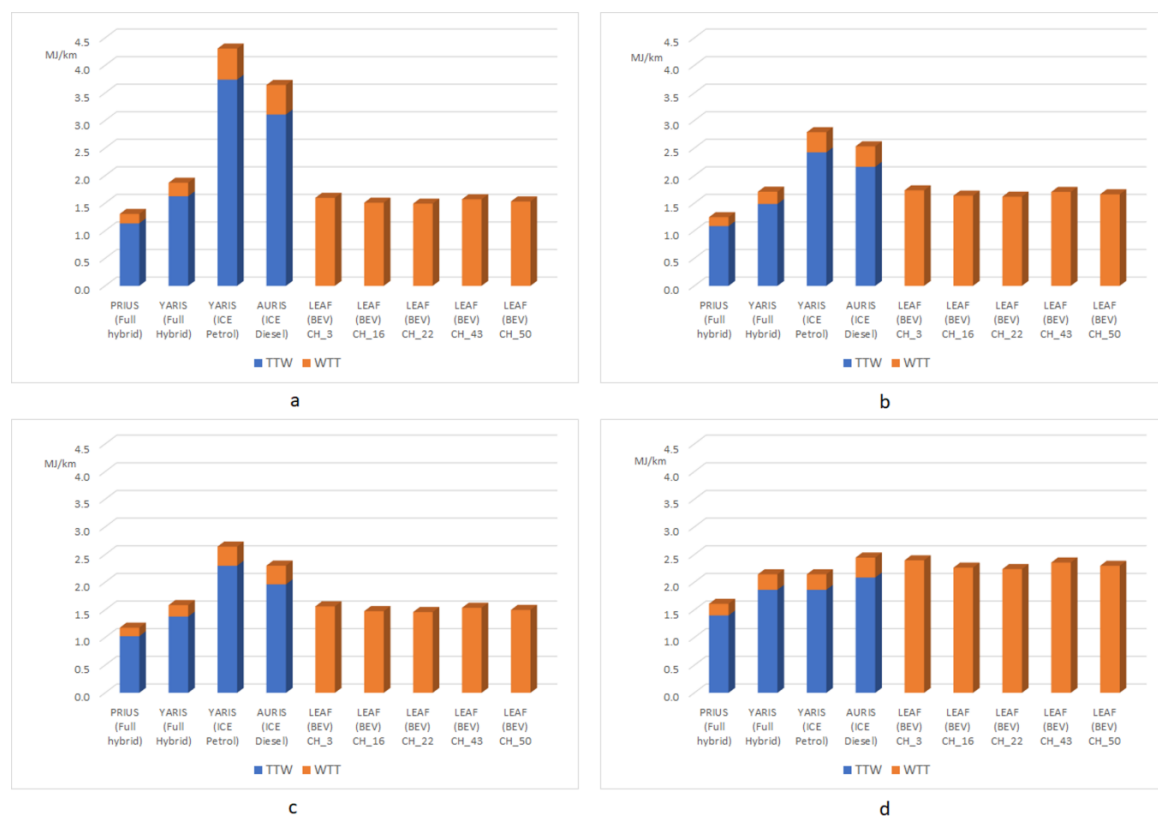 4.5
MJ/km
4.0
3.5
3.0
2.5
2.0
1.5
1.0
0.5
0.0
PRIUS YARIS YARIS AURIS LEAF LEAF LEAF LEAF LEAF
(Full (Full (ICE (ICE (BEV) (BEV) (BEV) (BEV) (BEV)
hybrid) Hybrid) Petrol) Diesel) CH_3 CH_16 CH_22 CH_43 CH_50
TTW WTT
a
4.5
MJ/km
4.0
3.5
3.0
2.5
2.0
1.5
1.0
0.5
0.0
PRIUS YARIS YARIS AURIS LEAF LEAF LEAF LEAF LEAF
(Full (Full (ICE (ICE (BEV) (BEV) (BEV) (BEV) (BEV)
hybrid) Hybrid) Petrol) Diesel) CH_3 CH_16 CH_22 CH_43 CH_50
TTW WTT
b
4.5
MJ/km
4.0
3.5
3.0
2.5
2.0
1.5
1.0
0.5
0.0
PRIUS YARIS YARIS AURIS LEAF LEAF LEAF LEAF LEAF
(Full (Full (ICE (ICE (BEV) (BEV) (BEV) (BEV) (BEV)
hybrid) Hybrid) Petrol) Diesel) CH_3 CH_16 CH_22 CH_43 CH_50
TTW WTT
c
4.5
MJ/km
4.0
3.5
3.0
2.5
2.0
1.5
1.0
0.5
0.0
PRIUS YARIS YARIS AURIS LEAF LEAF LEAF LEAF LEAF
(Full (Full (ICE (ICE (BEV) (BEV) (BEV) (BEV) (BEV)
hybrid) Hybrid) Petrol) Diesel) CH_3 CH_16 CH_22 CH_43 CH_50
TTW WTT
d